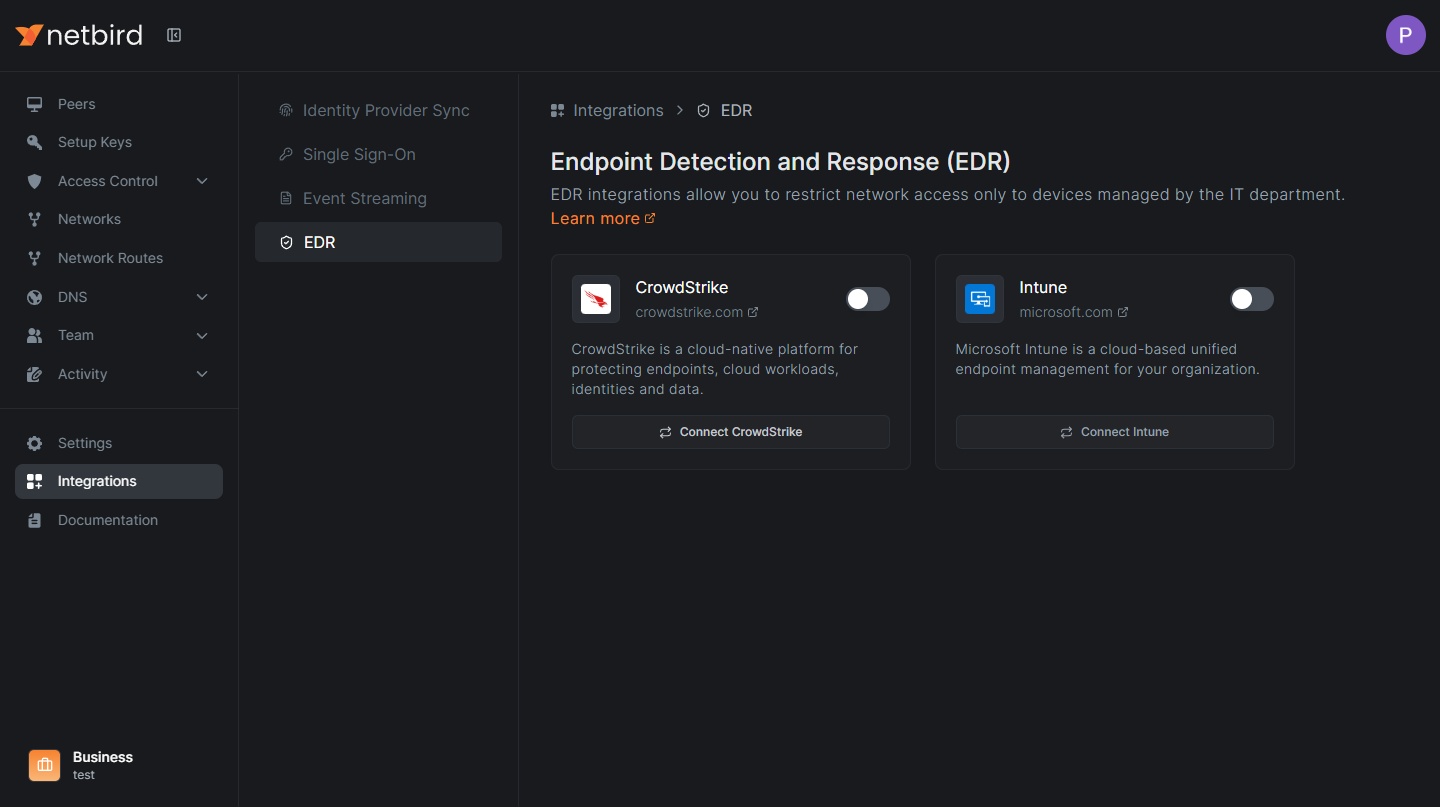 netbird
P
Peers
Setup Keys
Access Control
Networks
Network Routes
DNS
Team
Activity
Settings
Integrations
Documentation
Business
test
Identity Provider Sync
Single Sign-On
Event Streaming
EDR
Integrations > EDR
Endpoint Detection and Response (EDR)
EDR integrations allow you to restrict network access only to devices managed by the IT department.
Learn more
CrowdStrike
crowdstrike.com
CrowdStrike is a cloud-native platform for
protecting endpoints, cloud workloads,
identities and data.
Connect CrowdStrike
Intune
microsoft.com
Microsoft Intune is a cloud-based unified
endpoint management for your organization.
Connect Intune